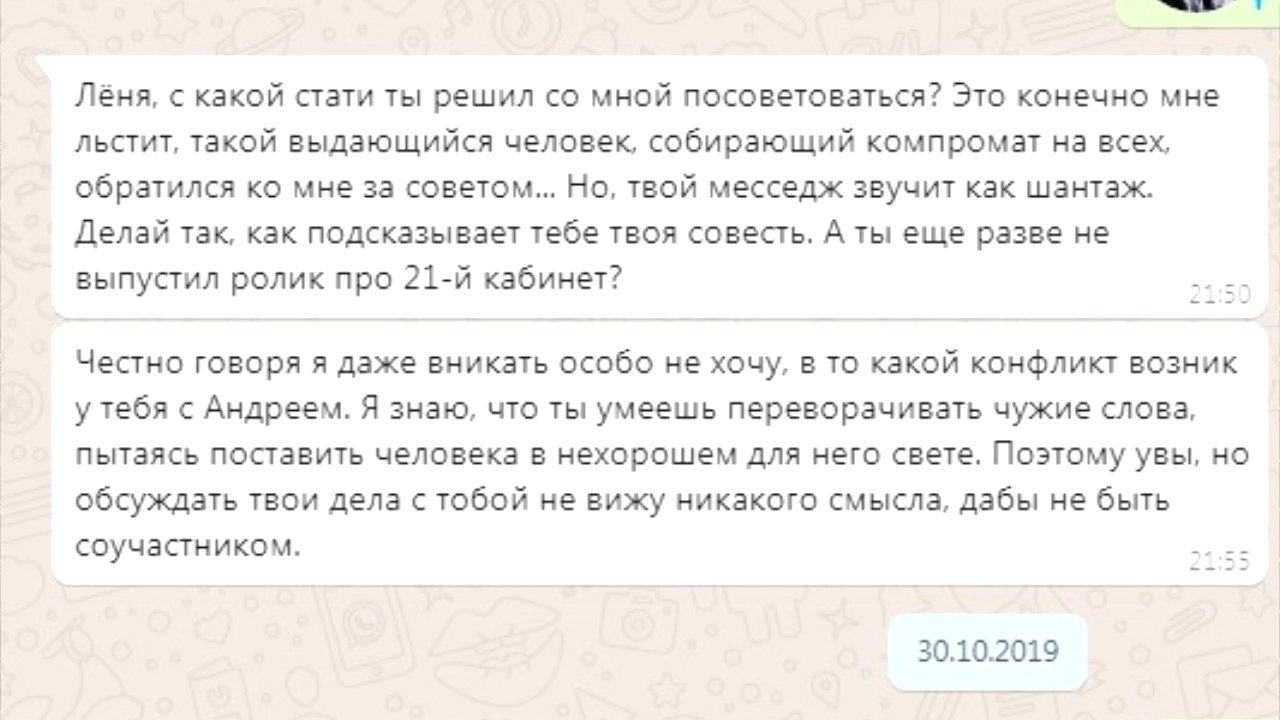 Лёня, с какой стати ты решил со мной посоветоваться? Это конечно мне
льстит, такой выдающийся человек, собирающий компромат на всех,
обратился ко мне за советом... Но, твой месседж звучит как шантаж.
Делай так, как подсказывает тебе твоя совесть. А ты еще разве не
выпустил ролик про 21-й кабинет?
21:50
Честно говоря я даже вникать особо не хочу, в то какой конфликт возник
у тебя с Андреем. Я знаю, что ты умеешь переворачивать чужие слова,
пытаясь поставить человека в нехорошем для него свете. Поэтому увы, но
обсуждать твои дела с тобой не вижу никакого смысла, дабы не быть
соучастником.
21:55
30.10.2019